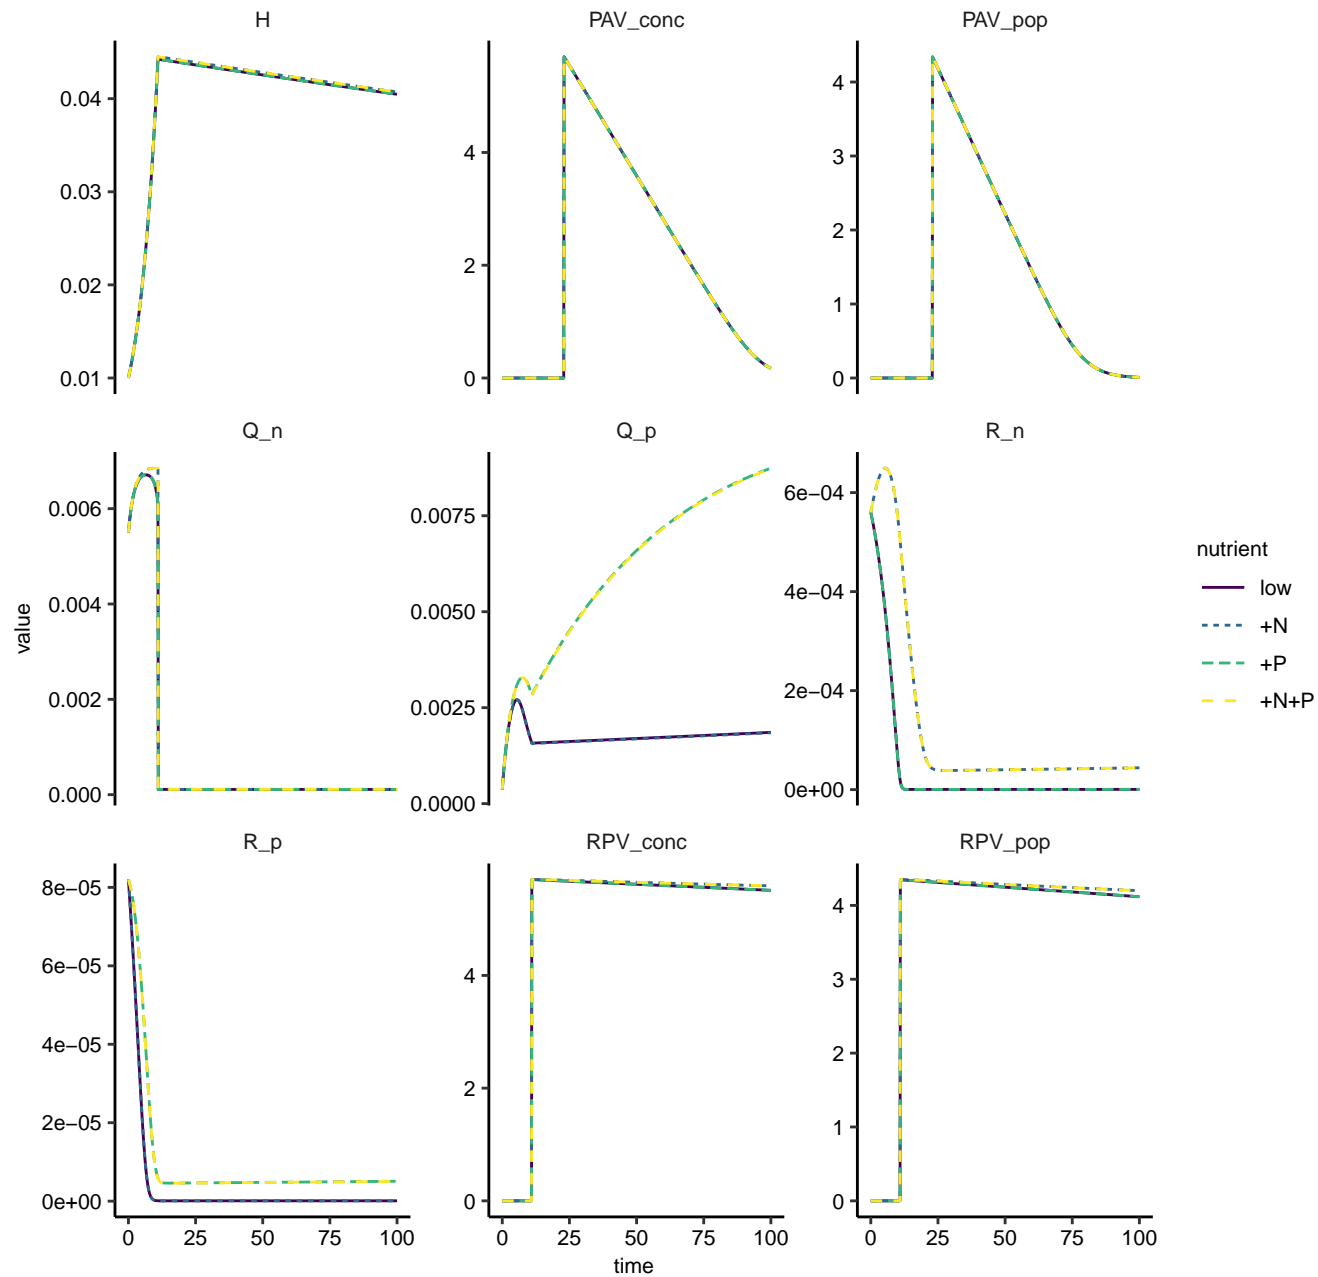 H
PAV_conc
PAV_pop
0.04
0.03
0.02
0.01
4
2
0
4
3
2
1
0
Q_n
Q_p
R_n
0.006
0.004
0.002
0.000
0.0075
0.0050
0.0025
0.0000
6e−04
4e−04
2e−04
0e+00
R_p
RPV_conc
RPV_pop
8e−05
6e−05
4e−05
2e−05
0e+00
4
2
0
4
3
2
1
0
0 25 50 75 100
0 25 50 75 100
0 25 50 75 100
time
value
nutrient
low
+N
+P
+N+P